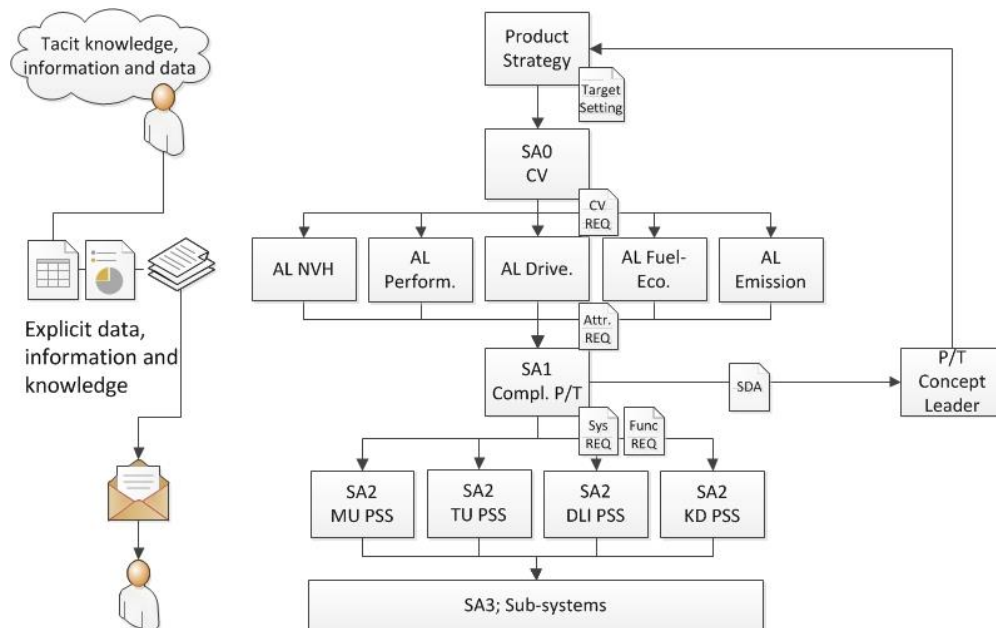 Tacit knowledge,
information and data
Explicit data,
information and
knowledge
Product
Strategy
Target
Setting
SA0
CV
CV
REQ
AL NVH
AL
Perform.
AL Drive.
AL Fuel-
Eco.
AL
Emission
Attr.
REQ
SA1
Compl. P/T
SDA
P/T
Concept
Leader
Sys
REQ
Func
REQ
SA2
MU PSS
SA2
TU PSS
SA2
DLI PSS
SA2
KD PSS
SA3; Sub-systems